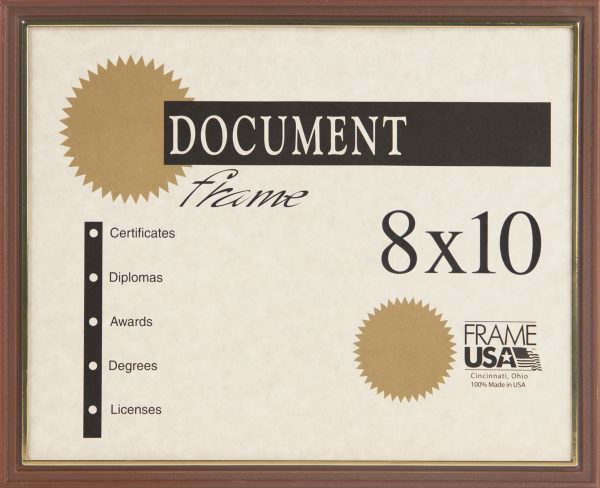 DOCUMENT
frame
8x10
Certificates
Diplomas
Awards
Degrees
Licenses
FRAME
USA
Cincinnati, Ohio
100% Made in USA